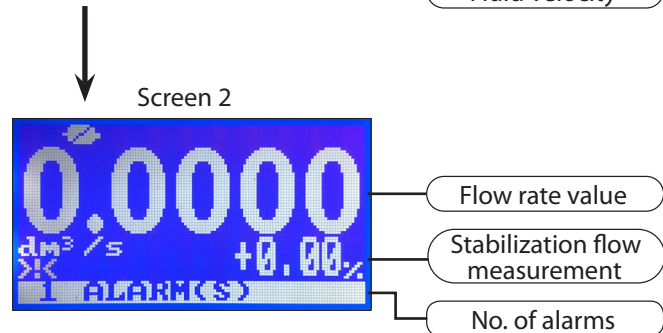 Fluid velocity
Screen 2
0.0000
Flow rate value
dm³/s
+0.00%
Stabilization flow
measurement
>!<
1 ALARM(S)
No. of alarms